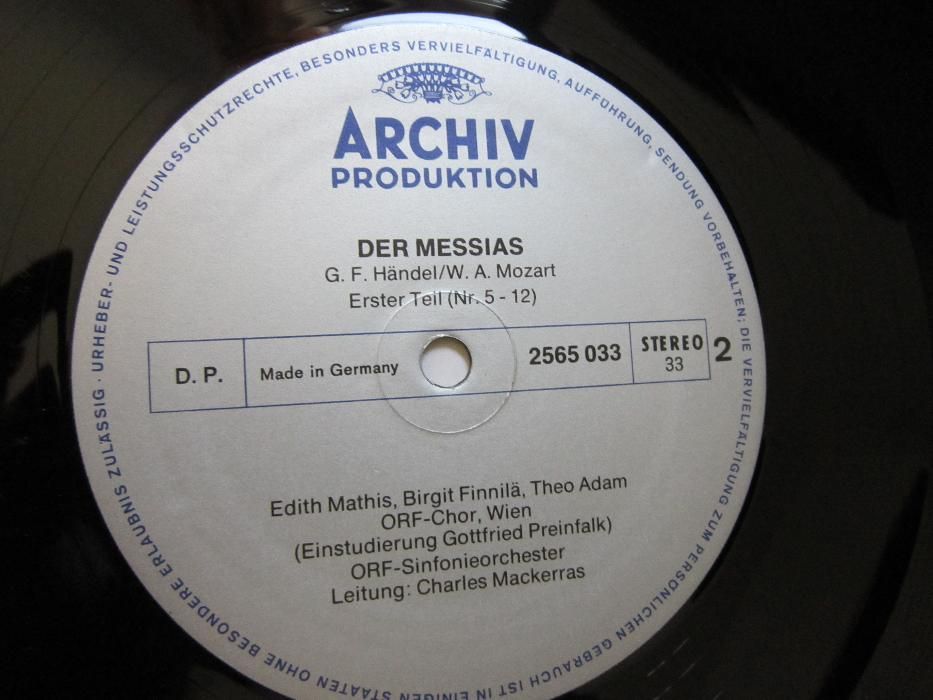 ARCHIV
PRODUKTION
DER MESSIAS
G. F. Händel/W. A. Mozart
Erster Teil (Nr. 5 - 12)
D. P.
Made in Germany
2565 033
STEREO
33
2
Edith Mathis, Birgit Finnilä, Theo Adam
ORF-Chor, Wien
(Einstudierung Gottfried Preinfalk)
ORF-Sinfonieorchester
Leitung: Charles Mackerras
URHEBER- UND LEISTUNGSSCHUTZRECHTE, BESONDERS VERVIELFÄLTIGUNG, AUFFÜHRUNG, SENDUNG VORBEHALTEN; DIE VERVIELFÄLTIGUNG ZUM PERSÖNLICHEN GEBRAUCH IST IN EINIGEN STAATEN OHNE BESONDERE ERLAUBNIS ZULÄSSIG ·